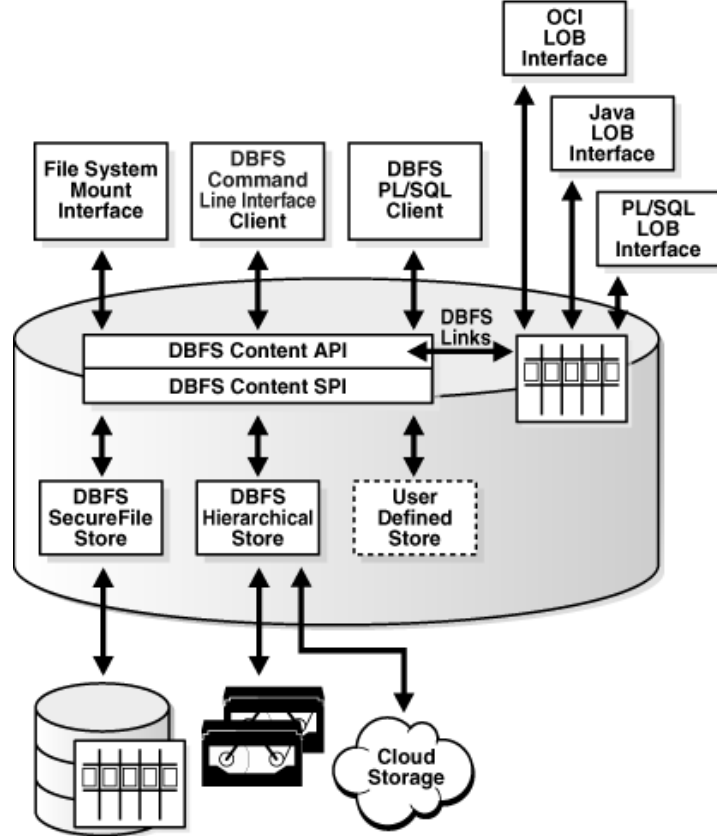 OCI
LOB
Interface
Java
LOB
Interface
File System
Mount
Interface
DBFS
Command
Line Interface
Client
DBFS
PL/SQL
Client
PL/SQL
LOB
Interface
DBFS
Links
DBFS Content API
DBFS Content SPI
DBFS
SecureFile
Store
DBFS
Hierarchical
Store
User
Defined
Store
Cloud
Storage